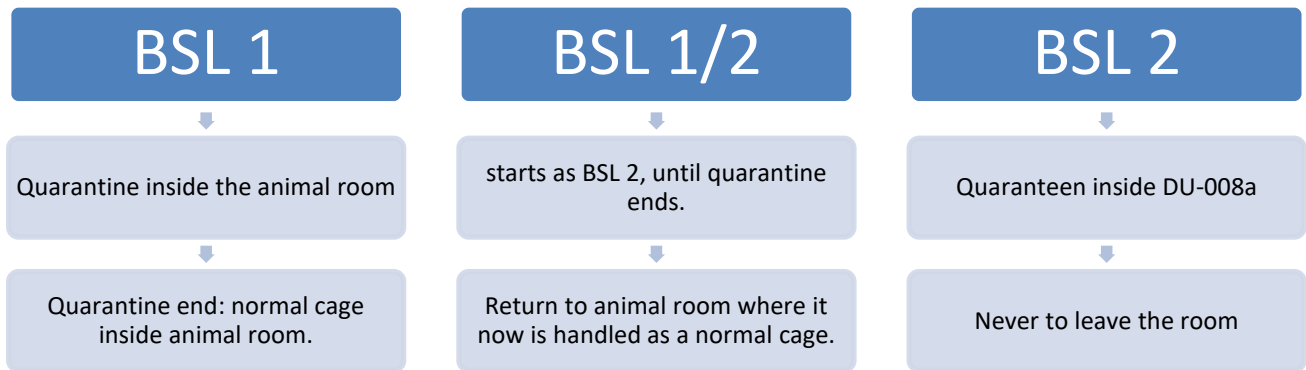 BSL 1
Quarantine inside the animal room
Quarantine end: normal cage
inside animal room.
BSL 1/2
starts as BSL 2, until quarantine
ends.
Return to animal room where it
now is handled as a normal cage.
BSL 2
Quaranteen inside DU-008a
Never to leave the room